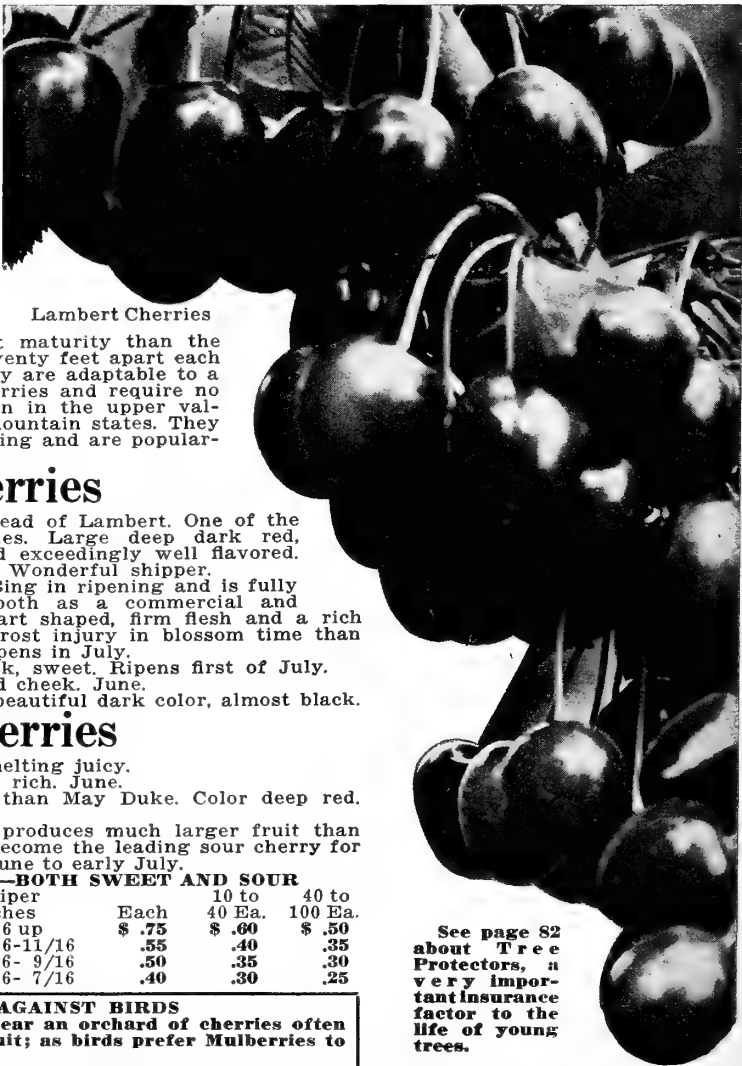 Lambert Cherries
t maturity than the
enty feet apart each
y are adaptable to a
rries and require no
n in the upper val-
ountain states. They
ing and are popular-
erries
ead of Lambert. One of the
es. Large deep dark red,
d exceedingly well flavored.
Wonderful shipper.
Bing in ripening and is fully
both as a commercial and
art shaped, firm flesh and a rich
rost injury in blossom time than
pens in July.
k, sweet. Ripens first of July.
d cheek. June.
beautiful dark color, almost black.
erries
nelting juicy.
rich. June.
than May Duke. Color deep red.
produces much larger fruit than
ecome the leading sour cherry for
une to early July.
—BOTH SWEET AND SOUR
iper 10 to 40 to
ches Each 40 Ea. 100 Ea.
6 up $ .75 $ .60 $ .50
6-11/16 .55 .40 .35
6- 9/16 .50 .35 .30
6- 7/16 .40 .30 .25
AGAINST BIRDS
ear an orchard of cherries often
uit; as birds prefer Mulberries to
See page 82
about Tree
Protectors, a
very impor-
tant insurance
factor to the
life of young
trees.